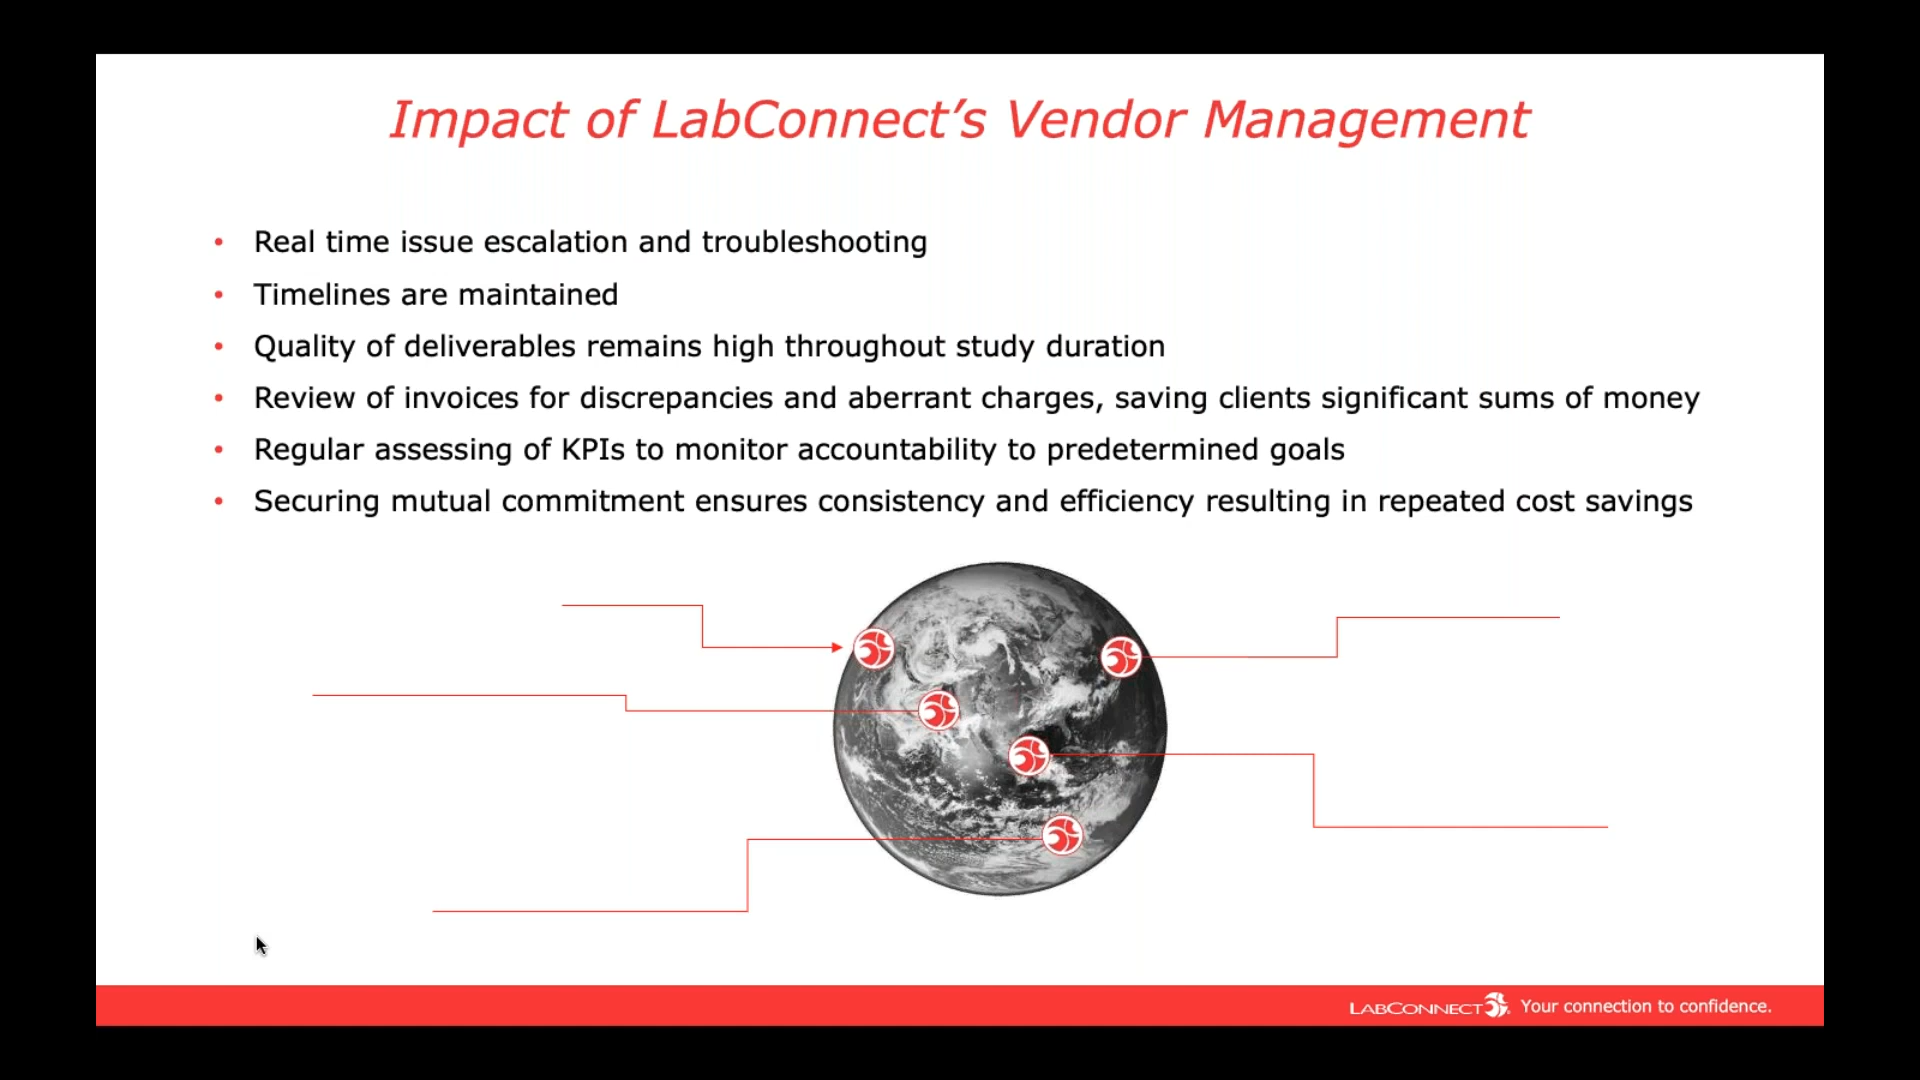 Impact of LabConnect’s Vendor Management
• Real time issue escalation and troubleshooting
• Timelines are maintained
• Quality of deliverables remains high throughout study duration
• Review of invoices for discrepancies and aberrant charges, saving clients significant sums of money
• Regular assessing of KPIs to monitor accountability to predetermined goals
• Securing mutual commitment ensures consistency and efficiency resulting in repeated cost savings
LABCONNECT Your connection to confidence.